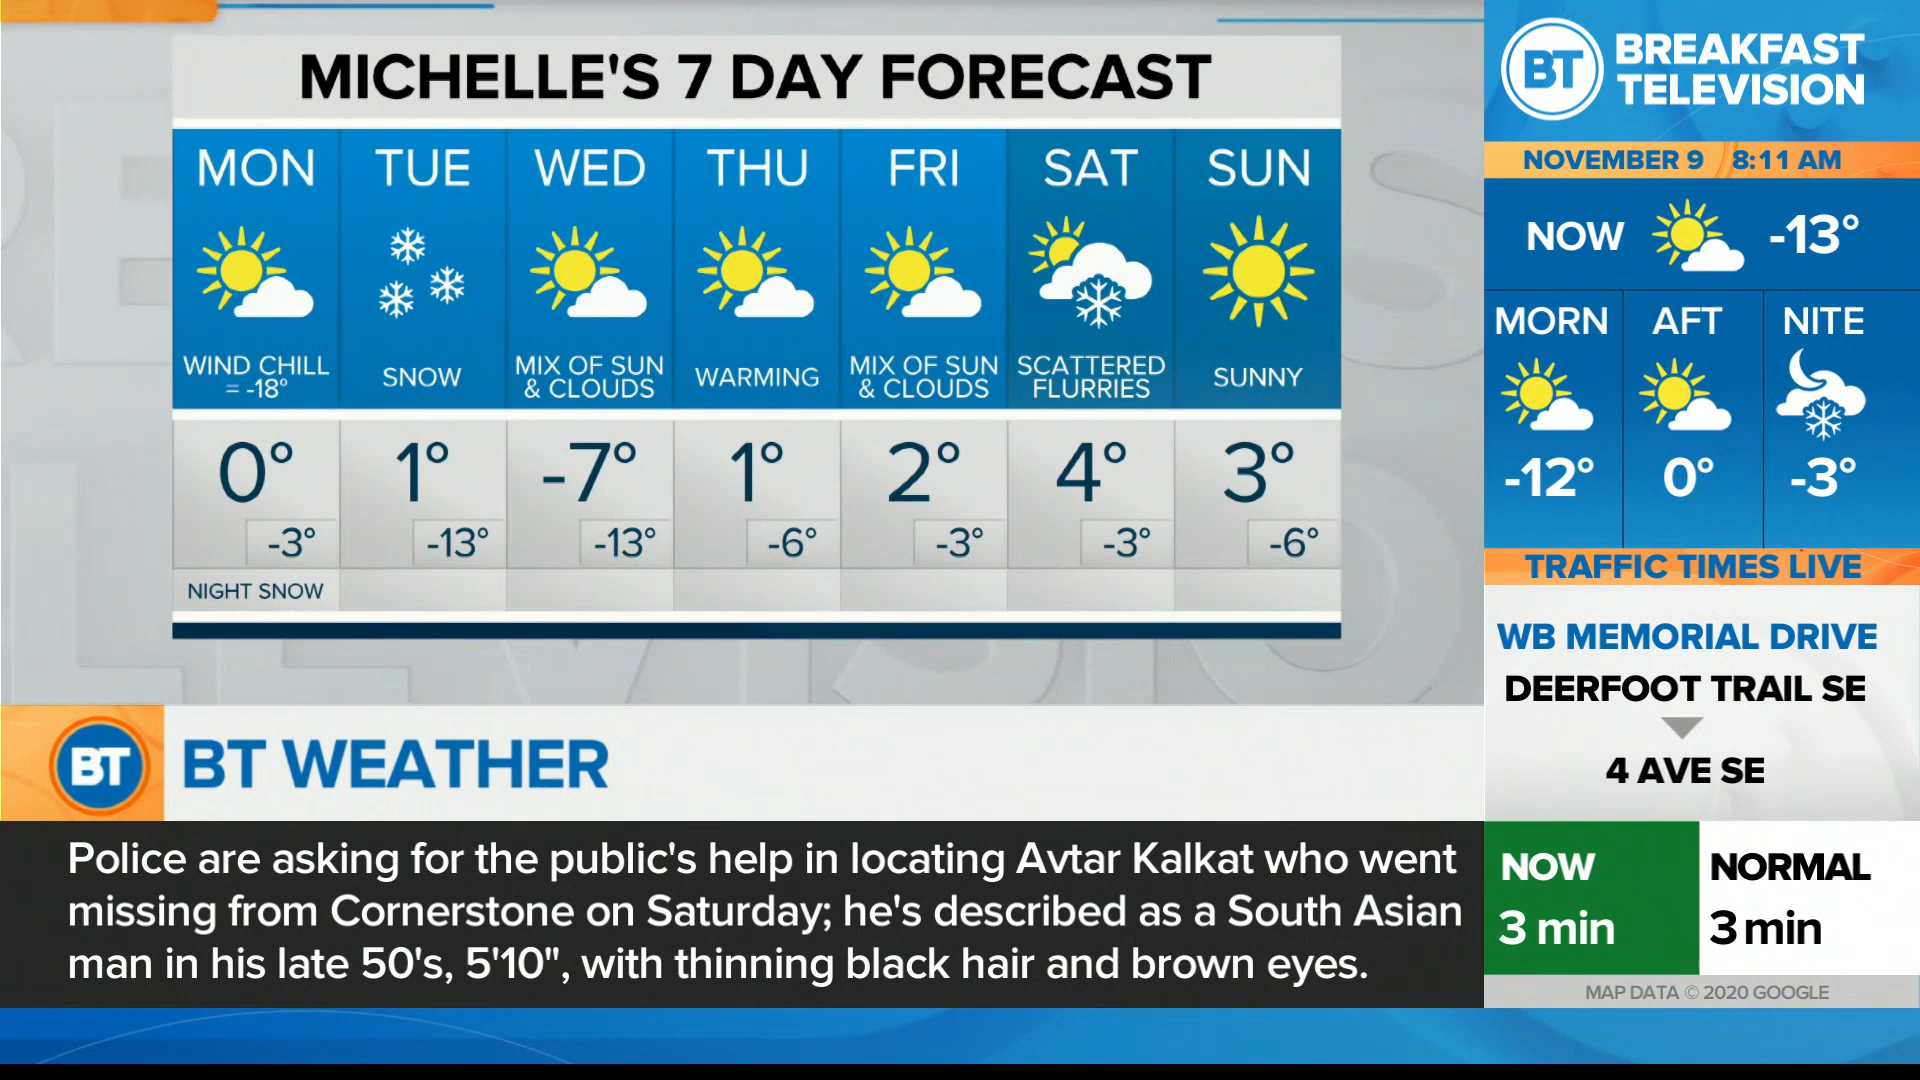 MICHELLE'S 7 DAY FORECAST
MON TUE WED THU FRI SAT SUN
WIND CHILL
= -18°
SNOW
MIX OF SUN
& CLOUDS
WARMING
MIX OF SUN
& CLOUDS
SCATTERED
FLURRIES
SUNNY
0° 1° -7° 1° 2° 4° 3°
-3° -13° -13° -6° -3° -3° -6°
NIGHT SNOW
BT BT WEATHER
Police are asking for the public's help in locating Avtar Kalkat who went
missing from Cornerstone on Saturday; he's described as a South Asian
man in his late 50's, 5'10", with thinning black hair and brown eyes.
BT
BREAKFAST
TELEVISION
NOVEMBER 9 8:11 AM
NOW -13°
MORN AFT NITE
-12° 0° -3°
TRAFFIC TIMES LIVE
WB MEMORIAL DRIVE
DEERFOOT TRAIL SE
4 AVE SE
NOW NORMAL
3 min 3 min
MAP DATA © 2020 GOOGLE